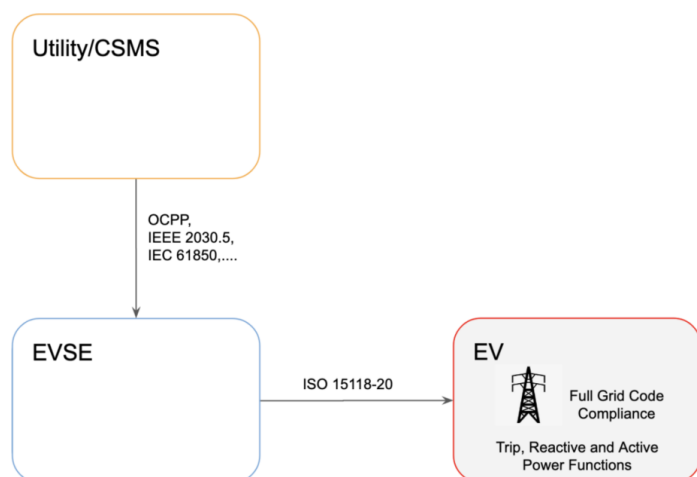 Utility/CSMS
OCPP,
IEEE 2030.5,
IEC 61850,....
EVSE
ISO 15118-20
EV
Full Grid Code
Compliance
Trip, Reactive and Active
Power Functions